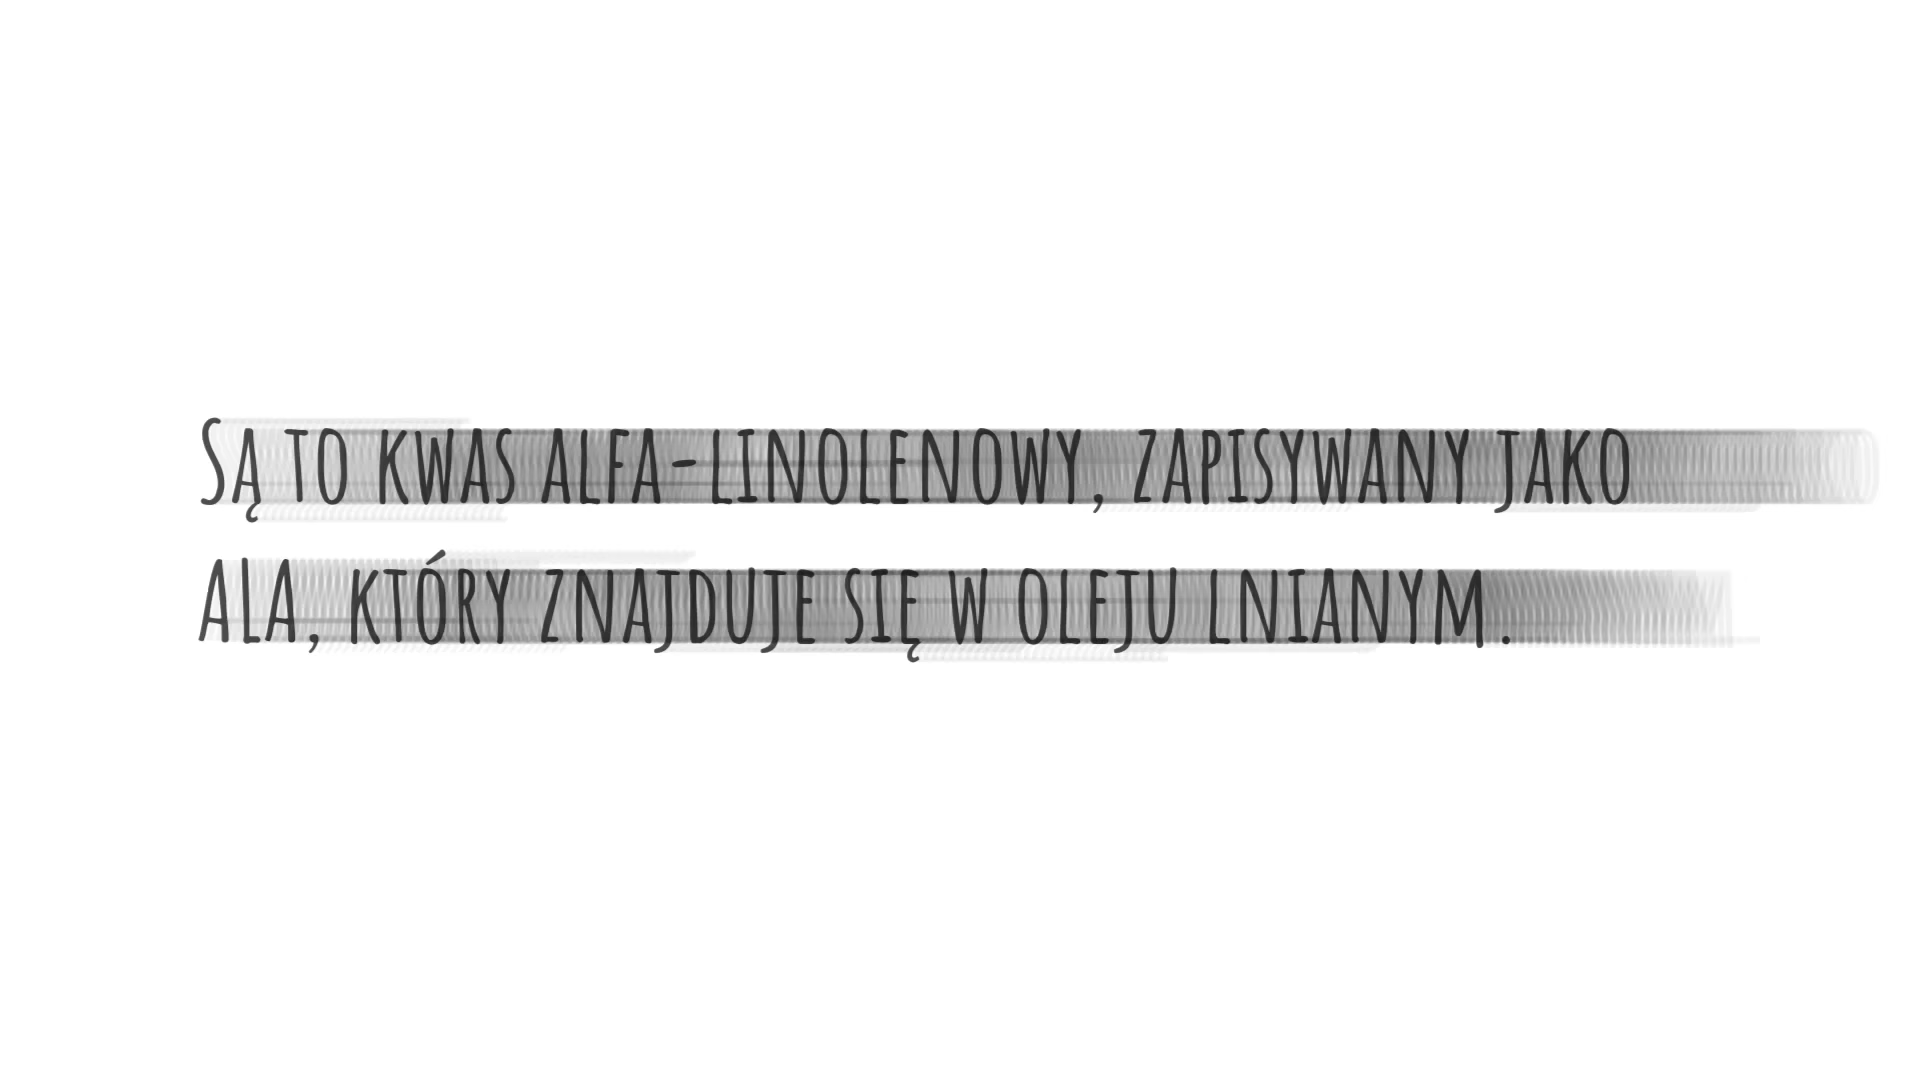 Są to kwas alfa-linolenowy, zapisywany jako
ALA, który znajduje się w oleju lnianym.